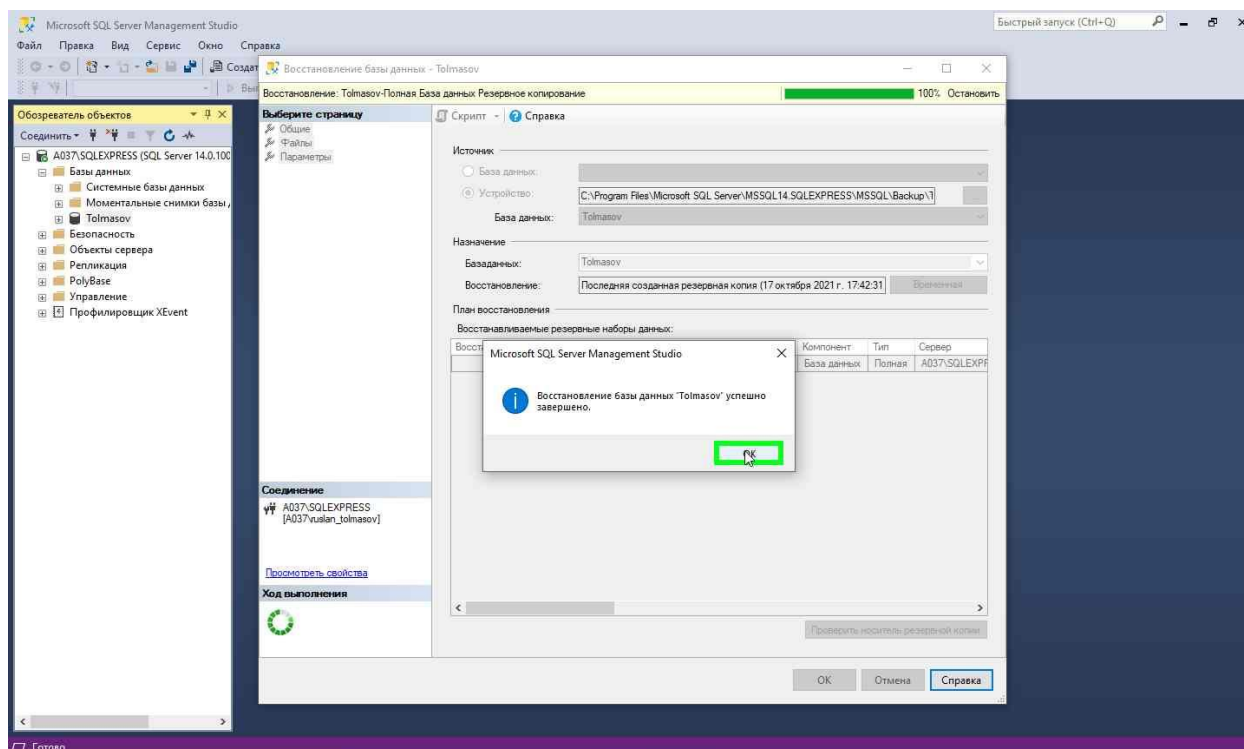 Microsoft SQL Server Management Studio
Быстрый запуск (Ctrl+Q)
Файл Правка Вид Сервис Окно Справка
Создат
Вып
Восстановление базы данных - Tolmasov
Восстановление: Tolmasov-Полная База данных Резервное копирование
100% Остановить
Обозреватель объектов
Соединить
A037\SQLEXPRESS (SQL Server 14.0.100
Базы данных
Системные базы данных
Моментальные снимки базы
Tolmasov
Безопасность
Объекты сервера
Репликация
PolyBase
Управление
Профилировщик XEvent
Выберите страницу
Общие
Файлы
Параметры
Скрипт
Справка
Источник
База данных:
Устройство:
C:\Program Files\Microsoft SQL Server\MSSQL14.SQLEXPRESS\MSSQL\Backup\T
База данных:
Tolmasov
Назначение
Базаданных:
Tolmasov
Восстановление:
Последняя созданная резервная копия (17 октября 2021 г. 17:42:31)
Временная
План восстановления
Восстанавливаемые резервные наборы данных:
Восст
Компонент Тип Сервер
База данных Полная A037\SQLEXPR
Microsoft SQL Server Management Studio
Восстановление базы данных 'Tolmasov' успешно
завершено.
OK
Соединение
A037\SQLEXPRESS
[A037\ruslan_tolmasov]
Просмотреть свойства
Ход выполнения
Проверить носитель резервной копии
OK Отмена Справка
Готово